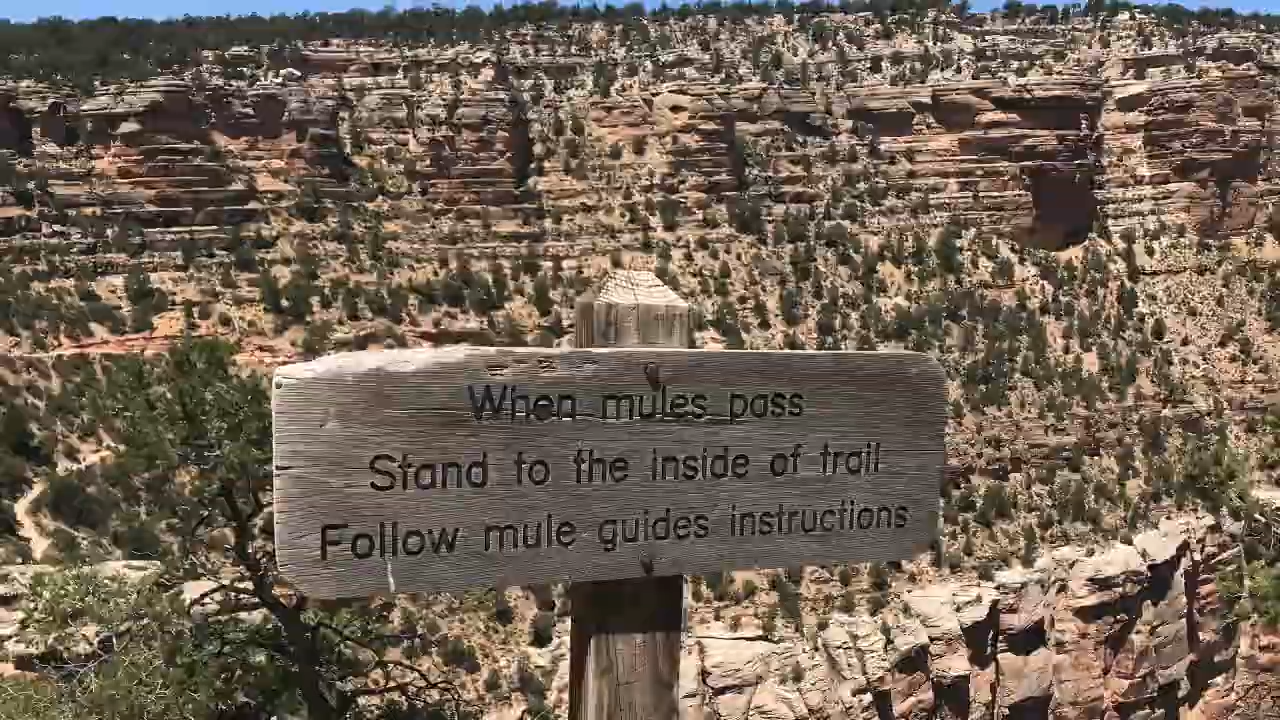 When mules pass
Stand to the inside of trail
Follow mule guides instructions